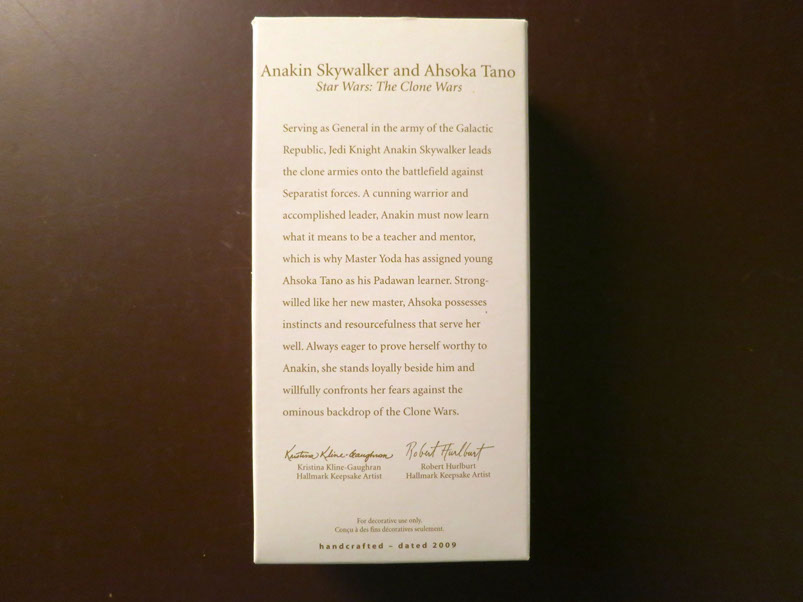 Anakin Skywalker and Ahsoka Tano
Star Wars: The Clone Wars
Serving as General in the army of the Galactic
Republic, Jedi Knight Anakin Skywalker leads
the clone armies onto the battlefield against
Separatist forces. A cunning warrior and
accomplished leader, Anakin must now learn
what it means to be a teacher and mentor,
which is why Master Yoda has assigned young
Ahsoka Tano as his Padawan learner. Strong-
willed like her new master, Ahsoka possesses
instincts and resourcefulness that serve her
well. Always eager to prove herself worthy to
Anakin, she stands loyally beside him and
willfully confronts her fears against the
ominous backdrop of the Clone Wars.
Kristina Kline-Gaughran
Kristina Kline-Gaughran
Hallmark Keepsake Artist
Robert Hurlburt
Robert Hurlburt
Hallmark Keepsake Artist
For decorative use only.
Conçu à des fins décoratives seulement.
handcrafted – dated 2009